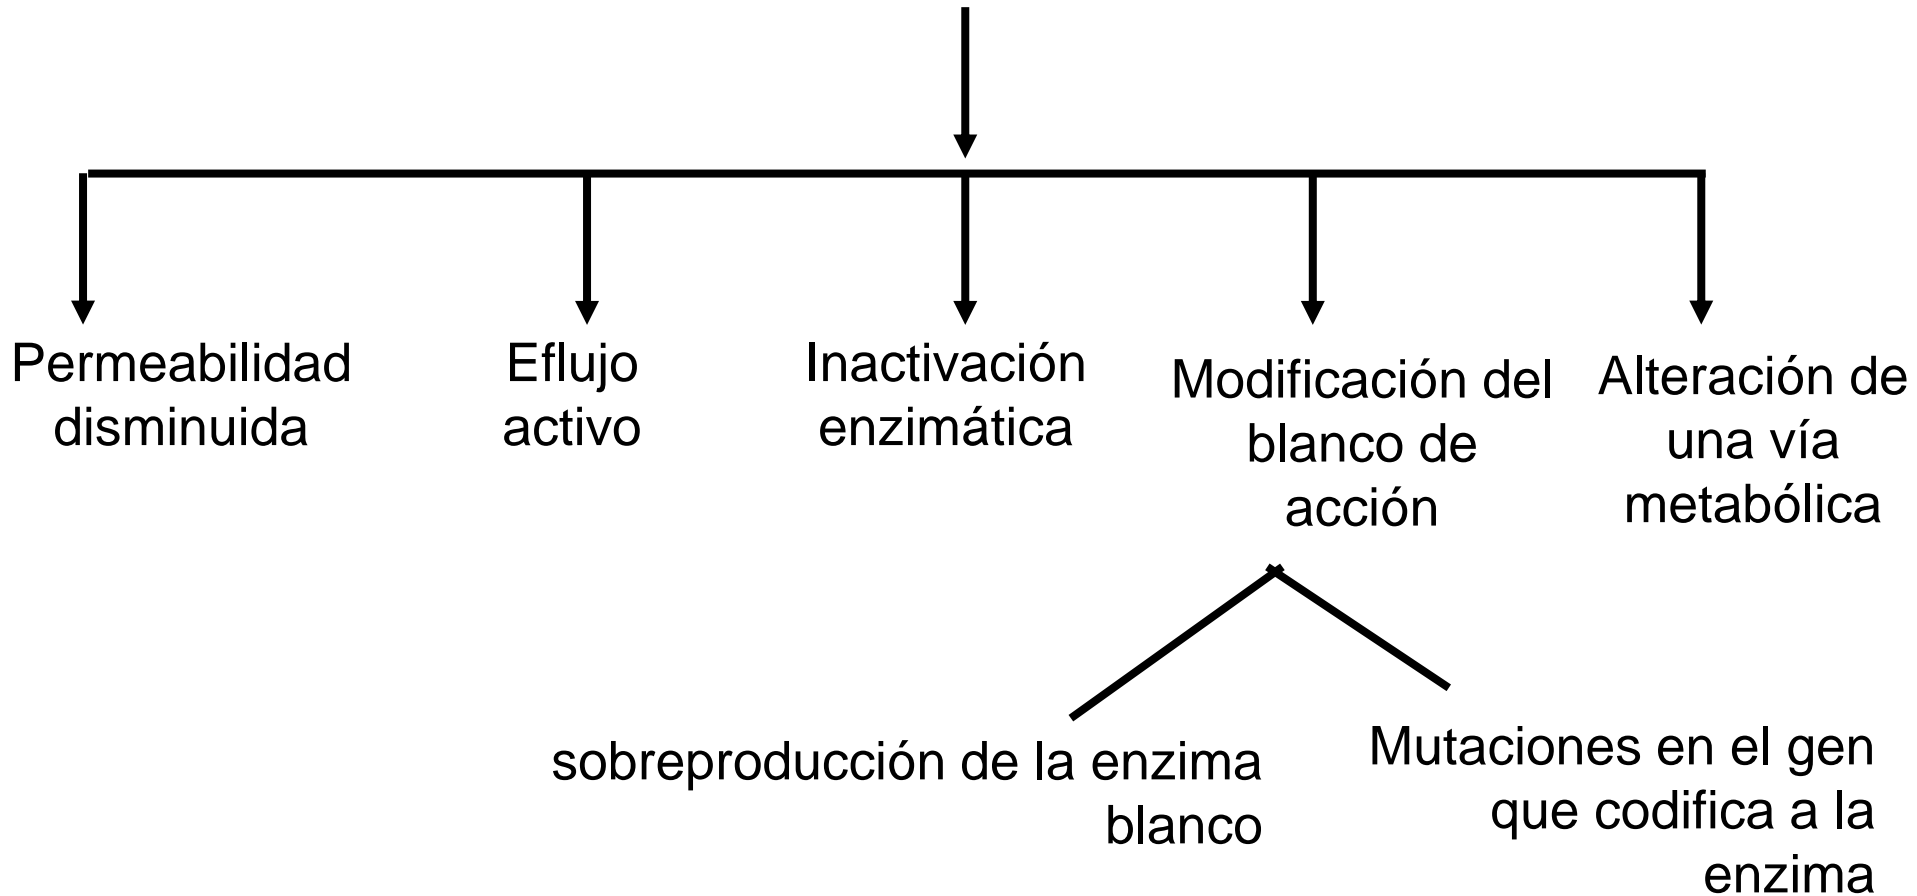 Permeabilidad
disminuida
Eflujo
activo
Inactivación
enzimática
Modificación del
blanco de
acción
Alteración de
una vía
metabólica
sobreproducción de la enzima
blanco
Mutaciones en el gen
que codifica a la
enzima